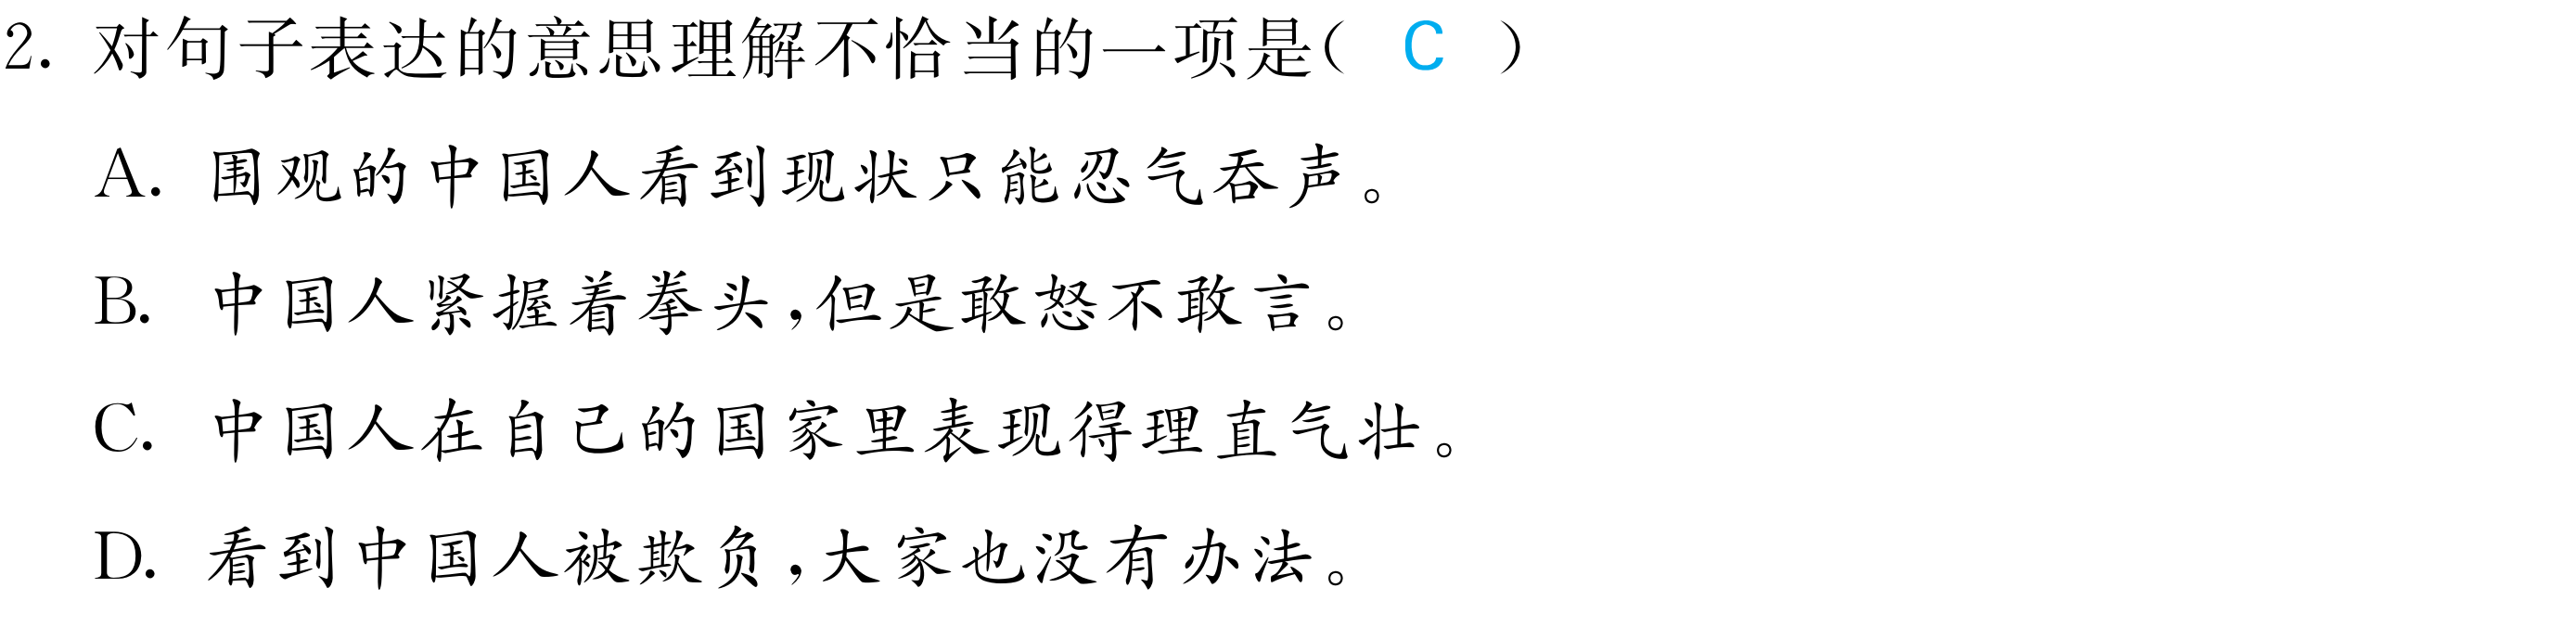 2. 对句子表达的意思理解不恰当的一项是( C )
A. 围观的中国人看到现状只能忍气吞声。
B. 中国人紧握着拳头,但是敢怒不敢言。
C. 中国人在自己的国家里表现得理直气壮。
D. 看到中国人被欺负,大家也没有办法。